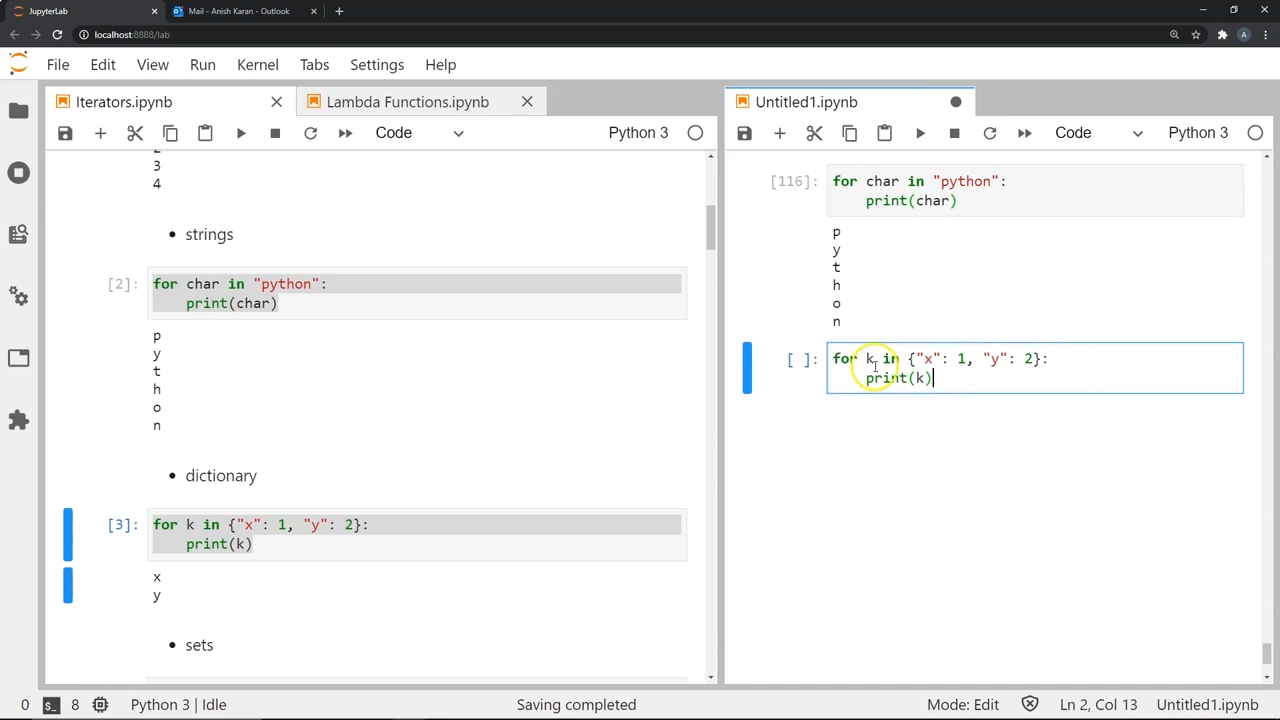 JupyterLab
Mail - Anish Karan - Outlook
localhost:8888/lab
A
File Edit View Run Kernel Tabs Settings Help
Iterators.ipynb
Lambda Functions.ipynb
Code
Python 3
3
4
strings
[2]:
for char in "python":
print(char)
p
y
t
h
o
n
dictionary
[3]:
for k in {"x": 1, "y": 2}:
print(k)
x
y
sets
Untitled1.ipynb
Code
Python 3
[116]:
for char in "python":
print(char)
p
y
t
h
o
n
[ ]:
for k in {"x": 1, "y": 2}:
print(k)
0 $_ 8 Python 3 | Idle Saving completed Mode: Edit Ln 2, Col 13 Untitled1.ipynb